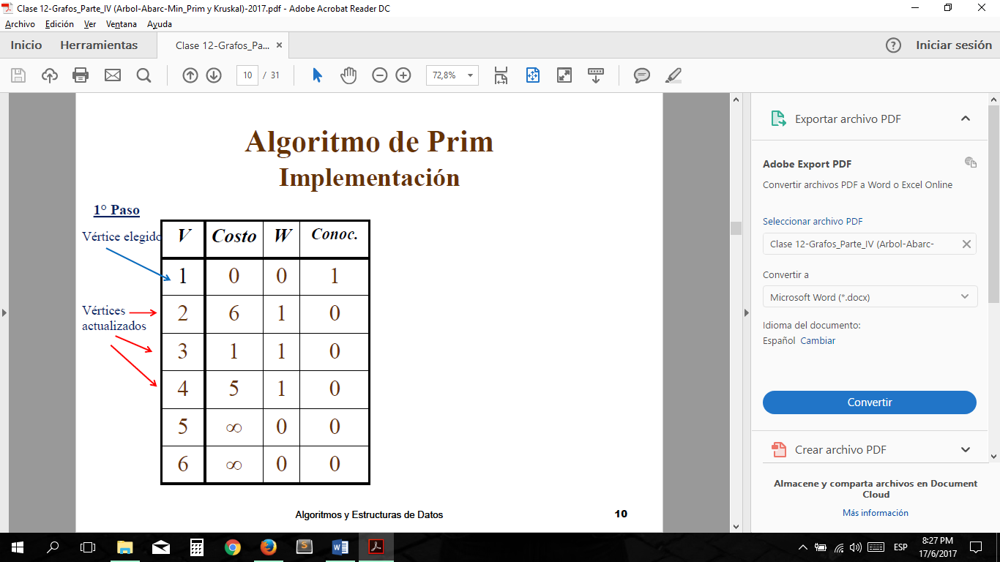 Clase 12-Grafos_Parte_IV (Arbol-Abarc-Min_Prim y Kruskal)-2017.pdf - Adobe Acrobat Reader DC
Archivo Edición Ver Ventana Ayuda
Inicio Herramientas Clase 12-Grafos_Pa... × Iniciar sesión
10 / 31 72,8%
Algoritmo de Prim
Implementación
1° Paso
Vértice elegido
Vértices
actualizados
V Costo W Conoc.
1 0 0 1
2 6 1 0
3 1 1 0
4 5 1 0
5 ∞ 0 0
6 ∞ 0 0
Algoritmos y Estructuras de Datos 10
Exportar archivo PDF
Adobe Export PDF
Convertir archivos PDF a Word o Excel Online
Seleccionar archivo PDF
Clase 12-Grafos_Parte_IV (Arbol-Abarc-
Convertir a
Microsoft Word (*.docx)
Idioma del documento:
Español Cambiar
Convertir
Crear archivo PDF
Almacene y comparta archivos en Document
Cloud
Más información
ESP
8:27 PM
17/6/2017